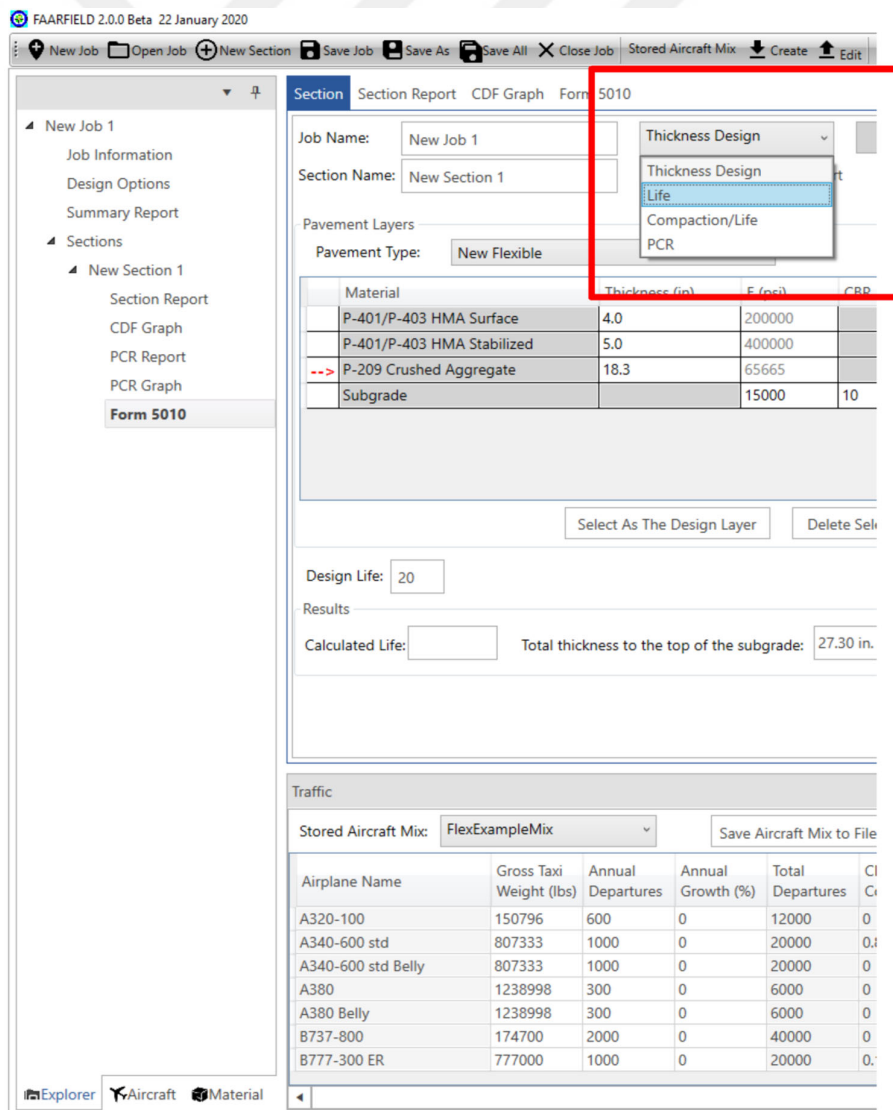 FAARFIELD 2.0.0 Beta 22 January 2020
New Job Open Job New Section Save Job Save As Save All Close Job Stored Aircraft Mix Create Edit
New Job 1
Job Information
Design Options
Summary Report
Sections
New Section 1
Section Report
CDF Graph
PCR Report
PCR Graph
Form 5010
Section Section Report CDF Graph Form 5010
Job Name: New Job 1 Thickness Design
Section Name: New Section 1
Thickness Design
Life
Compaction/Life
PCR
Pavement Layers
Pavement Type: New Flexible
Material Thickness (in) E (psi) CBR
P-401/P-403 HMA Surface 4.0 200000
P-401/P-403 HMA Stabilized 5.0 400000
--> P-209 Crushed Aggregate 18.3 65665
Subgrade 15000 10
Select As The Design Layer Delete Sele
Design Life: 20
Results
Calculated Life: Total thickness to the top of the subgrade: 27.30 in.
Traffic
Stored Aircraft Mix: FlexExampleMix Save Aircraft Mix to File
Airplane Name Gross Taxi Weight (lbs) Annual Departures Annual Growth (%) Total Departures
A320-100 150796 600 0 12000 0
A340-600 std 807333 1000 0 20000 0.8
A340-600 std Belly 807333 1000 0 20000 0
A380 1238998 300 0 6000 0
A380 Belly 1238998 300 0 6000 0
B737-800 174700 2000 0 40000 0
B777-300 ER 777000 1000 0 20000 0.1
Explorer Aircraft Material